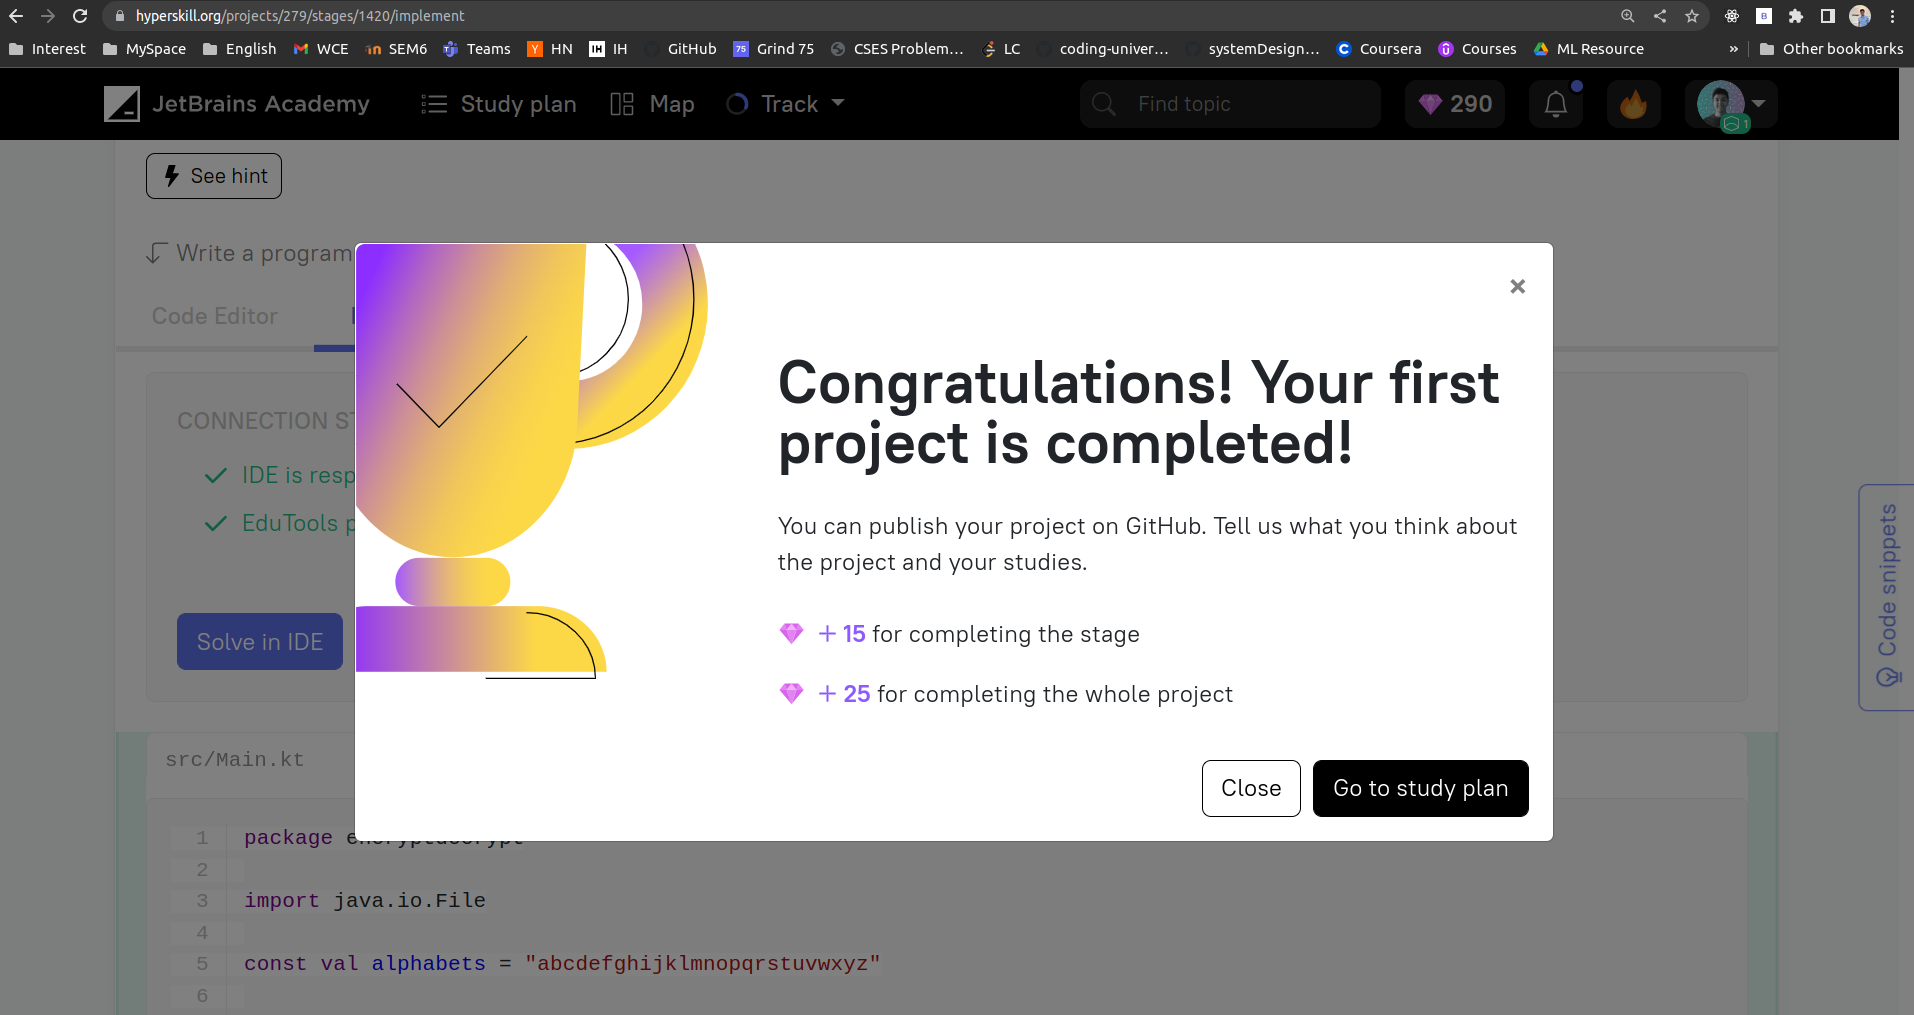 hyperskill.org/projects/279/stages/1420/implement
Interest MySpace English WCE SEM6 Teams HN IH GitHub Grind 75 CSES Problem... LC coding-univer... systemDesign... Coursera Courses ML Resource » Other bookmarks
JetBrains Academy Study plan Map Track Find topic 290 1
See hint
Write a program
Code Editor
CONNECTION ST
IDE is resp
EduTools p
Solve in IDE
Congratulations! Your first
project is completed!
You can publish your project on GitHub. Tell us what you think about
the project and your studies.
+ 15 for completing the stage
+ 25 for completing the whole project
Close Go to study plan
Code snippets
src/Main.kt
1 package encryptdecrypt
2
3 import java.io.File
4
5 const val alphabets = "abcdefghijklmnopqrstuvwxyz"
6